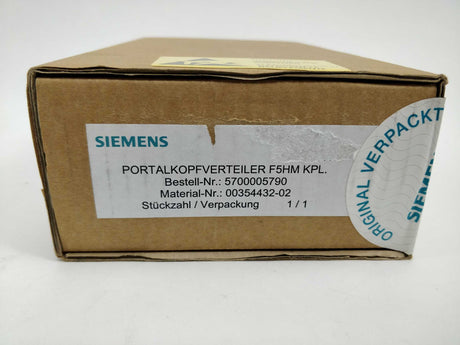 SIEMENS
PORTALKOPFVERTEILER F5HM KPL.
Bestell-Nr.: 5700005790
Material-Nr.: 00354432-02
Stückzahl / Verpackung 1 / 1
ORIGINAL VERPACKT
SIEMENS